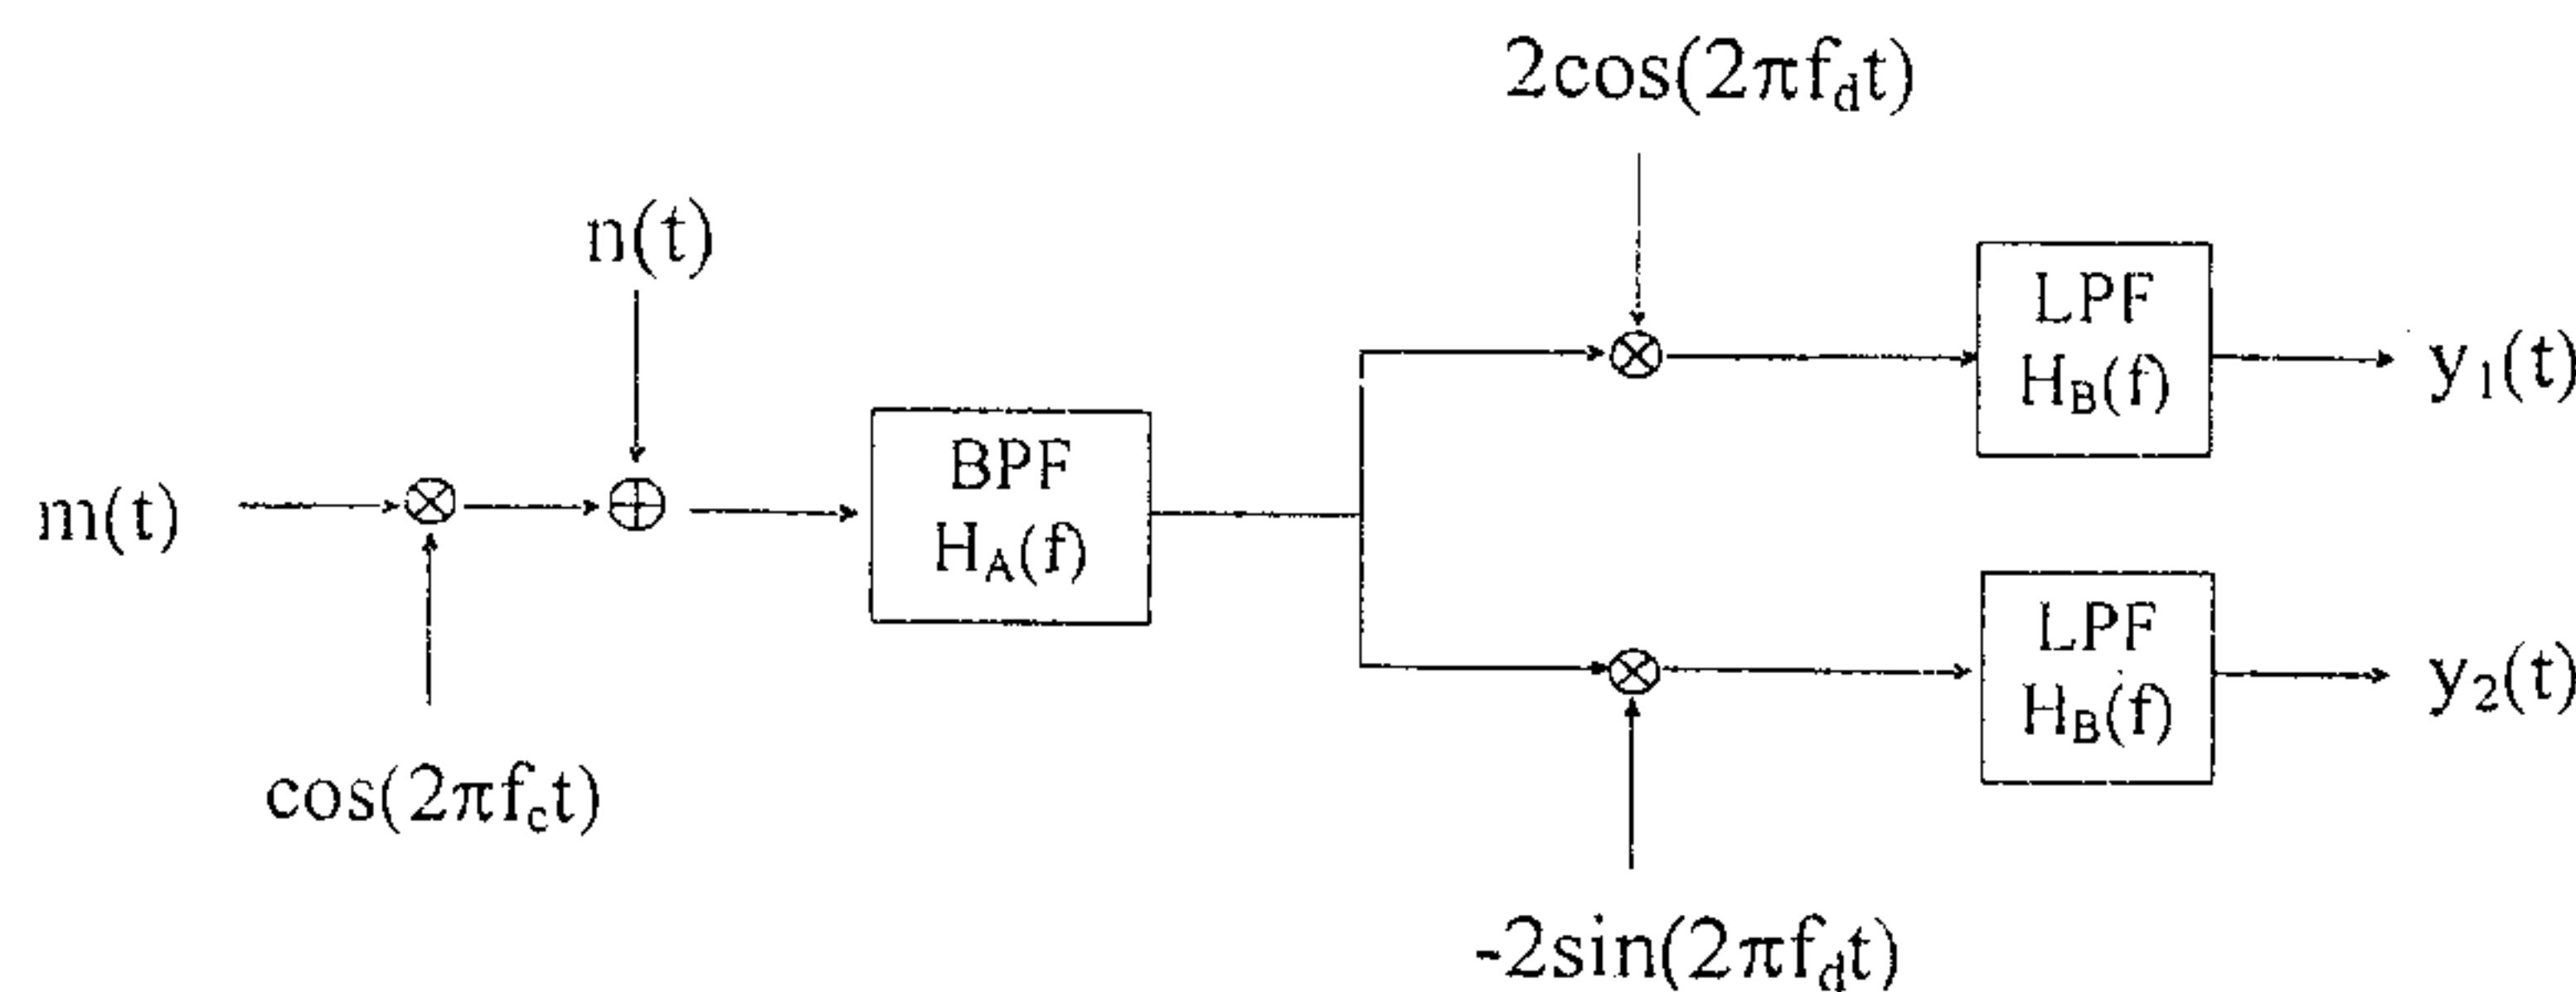 2cos(2πf_dt)
n(t)
LPF
H_B(f)
y_1(t)
BPF
H_A(f)
m(t)
LPF
H_B(f)
y_2(t)
cos(2πf_ct)
-2sin(2πf_dt)